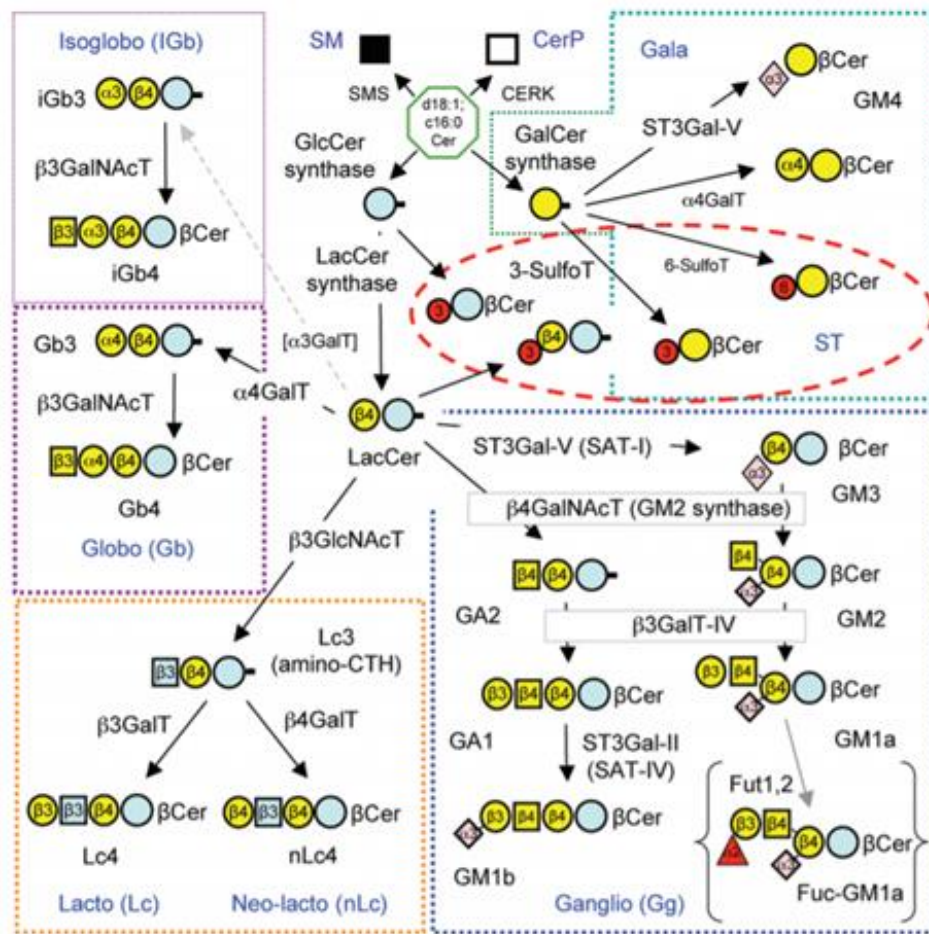 Isoglobo (IGb)
iGb3
α3
β4
β3GalNAcT
β3
α3
β4
βCer
iGb4
SM
CerP
SMS
CERK
d18:1;
c16:0
Cer
GlcCer
synthase
GalCer
synthase
Gala
α3
βCer
GM4
ST3Gal-V
α4
βCer
α4GalT
LacCer
synthase
3-SulfoT
6-SulfoT
3
βCer
β4
3
3
βCer
6
βCer
ST
Gb3
α4
β4
[α3GalT]
α4GalT
β3GalNAcT
β3
α4
β4
βCer
Gb4
Globo (Gb)
β4
LacCer
β3GlcNAcT
ST3Gal-V (SAT-I)
β4
α3
βCer
GM3
β4GalNAcT (GM2 synthase)
β4
β4
GA2
β4
β4
α3
βCer
GM2
β3GalT-IV
β3
β4
β4
βCer
GA1
β3
β4
β4
α3
βCer
GM1a
ST3Gal-II
(SAT-IV)
α3
β3
β4
β4
βCer
GM1b
Fut1,2
β3
β4
β4
α2
α3
βCer
Fuc-GM1a
Ganglio (Gg)
Lc3
(amino-CTH)
β3
β4
β3GalT
β4GalT
β3
β3
β4
βCer
Lc4
β4
β3
β4
βCer
nLc4
Lacto (Lc)
Neo-lacto (nLc)